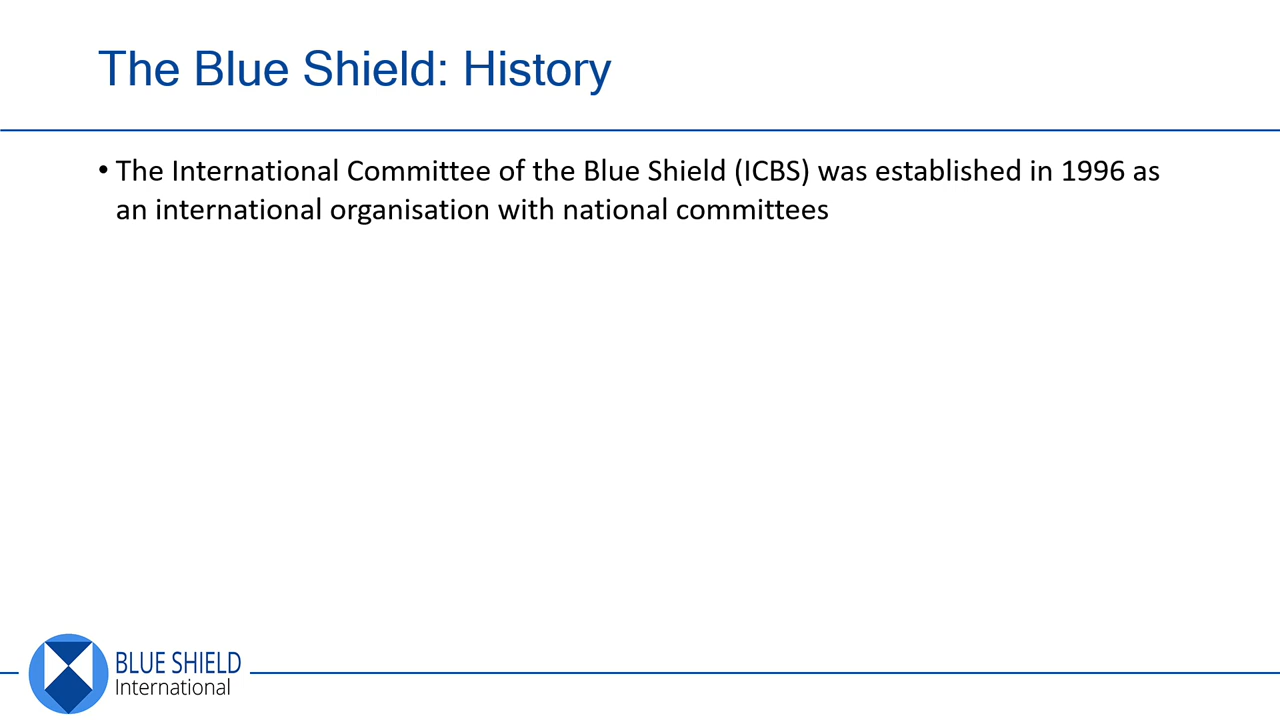 The Blue Shield: History
• The International Committee of the Blue Shield (ICBS) was established in 1996 as
an international organisation with national committees
BLUE SHIELD
International